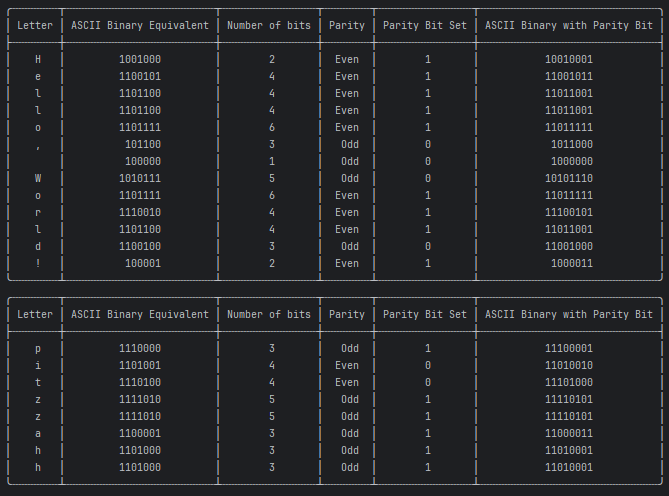 Letter ASCII Binary Equivalent Number of bits Parity Parity Bit Set ASCII Binary with Parity Bit
H 1001000 2 Even 1 10010001
e 1100101 4 Even 1 11001011
l 1101100 4 Even 1 11011001
l 1101100 4 Even 1 11011001
o 1101111 6 Even 1 11011111
, 101100 3 Odd 0 1011000
100000 1 Odd 0 1000000
W 1010111 5 Odd 0 10101110
o 1101111 6 Even 1 11011111
r 1110010 4 Even 1 11100101
l 1101100 4 Even 1 11011001
d 1100100 3 Odd 0 11001000
! 100001 2 Even 1 1000011
Letter ASCII Binary Equivalent Number of bits Parity Parity Bit Set ASCII Binary with Parity Bit
p 1110000 3 Odd 1 11100001
i 1101001 4 Even 0 11010010
t 1110100 4 Even 0 11101000
z 1111010 5 Odd 1 11110101
z 1111010 5 Odd 1 11110101
a 1100001 3 Odd 1 11000011
h 1101000 3 Odd 1 11010001
h 1101000 3 Odd 1 11010001